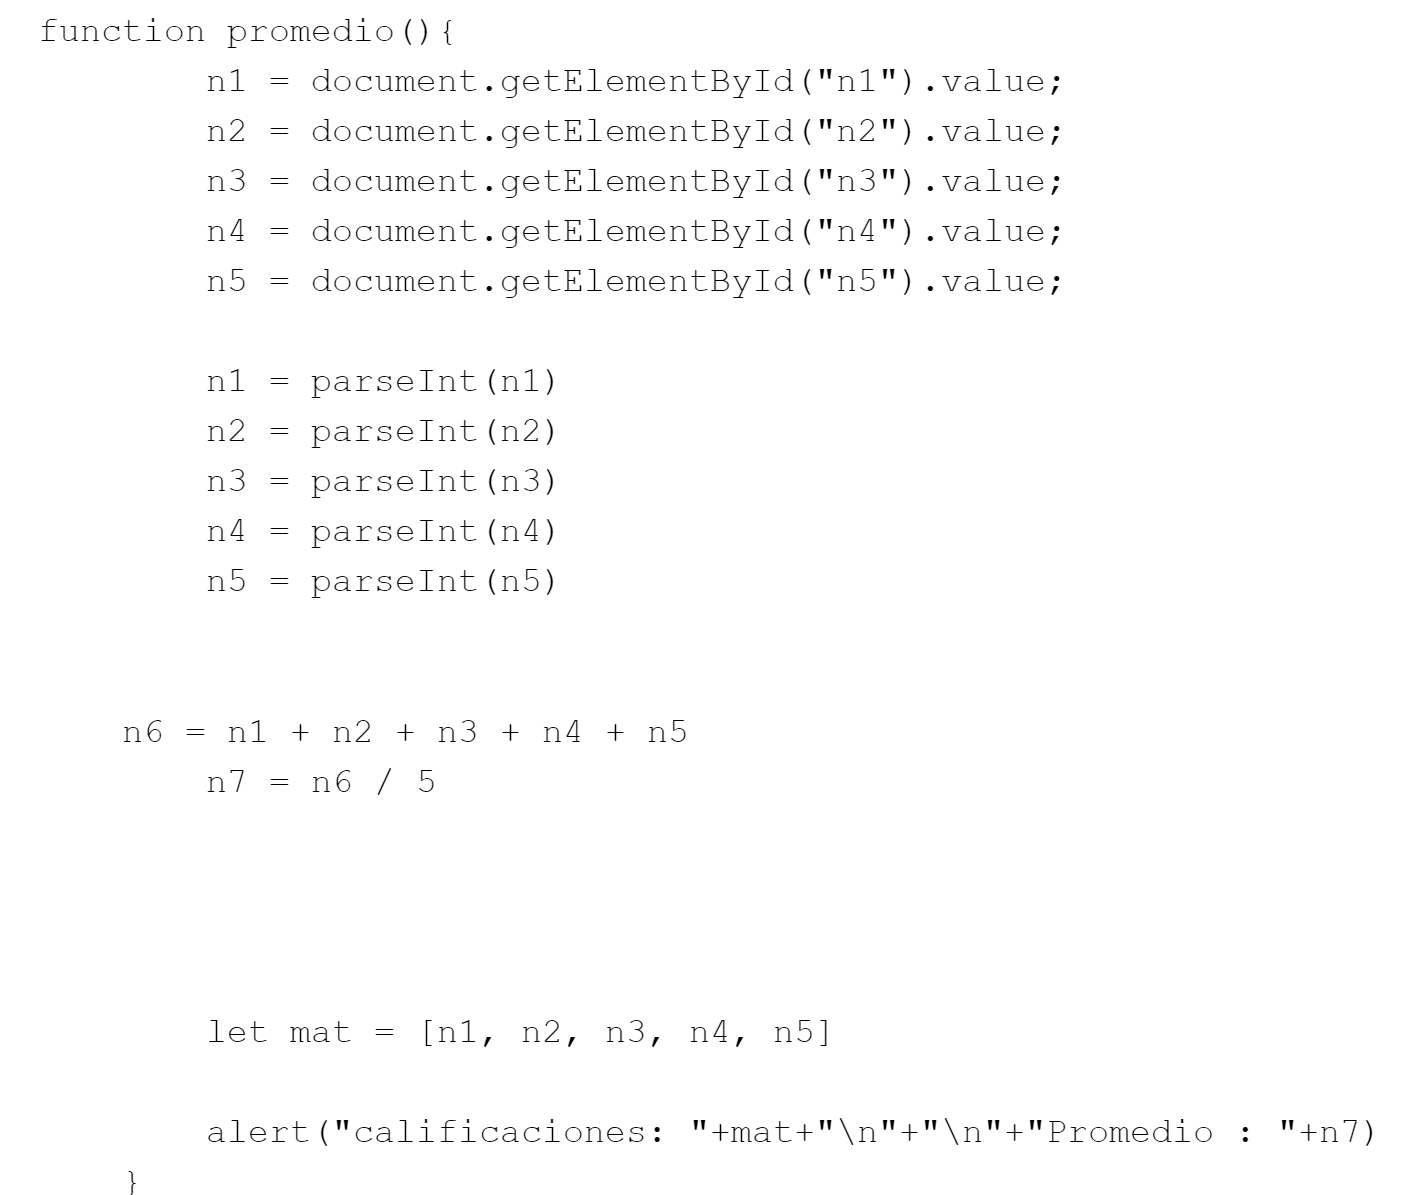 function promedio(){
n1 = document.getElementById("n1").value;
n2 = document.getElementById("n2").value;
n3 = document.getElementById("n3").value;
n4 = document.getElementById("n4").value;
n5 = document.getElementById("n5").value;
n1 = parseInt(n1)
n2 = parseInt(n2)
n3 = parseInt(n3)
n4 = parseInt(n4)
n5 = parseInt(n5)
n6 = n1 + n2 + n3 + n4 + n5
n7 = n6 / 5
let mat = [n1, n2, n3, n4, n5]
alert("calificaciones: "+mat+"\n"+"\n"+"Promedio : "+n7)
}